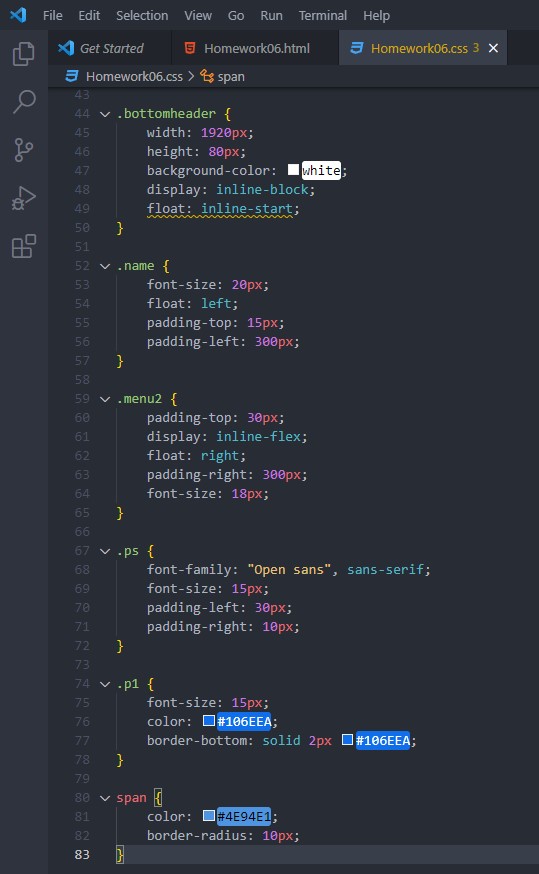 File Edit Selection View Go Run Terminal Help
Get Started Homework06.html Homework06.css 3
Homework06.css > span
43
44 .bottomheader {
45 width: 1920px;
46 height: 80px;
47 background-color: white;
48 display: inline-block;
49 float: inline-start;
50 }
51
52 .name {
53 font-size: 20px;
54 float: left;
55 padding-top: 15px;
56 padding-left: 300px;
57 }
58
59 .menu2 {
60 padding-top: 30px;
61 display: inline-flex;
62 float: right;
63 padding-right: 300px;
64 font-size: 18px;
65 }
66
67 .ps {
68 font-family: "Open sans", sans-serif;
69 font-size: 15px;
70 padding-left: 30px;
71 padding-right: 10px;
72 }
73
74 .p1 {
75 font-size: 15px;
76 color: #106EEA;
77 border-bottom: solid 2px #106EEA;
78 }
79
80 span {
81 color: #4E94E1;
82 border-radius: 10px;
83 }